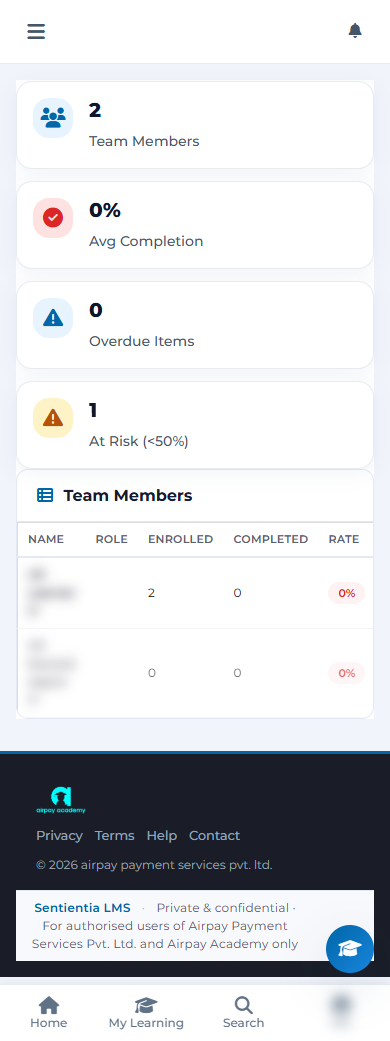 2
Team Members
0%
Avg Completion
0
Overdue Items
1
At Risk (<50%)
Team Members
NAME ROLE ENROLLED COMPLETED RATE
2 0 0%
0 0 0%
airpay academy
Privacy Terms Help Contact
© 2026 airpay payment services pvt. ltd.
Sentientia LMS · Private & confidential ·
For authorised users of Airpay Payment
Services Pvt. Ltd. and Airpay Academy only
Home My Learning Search